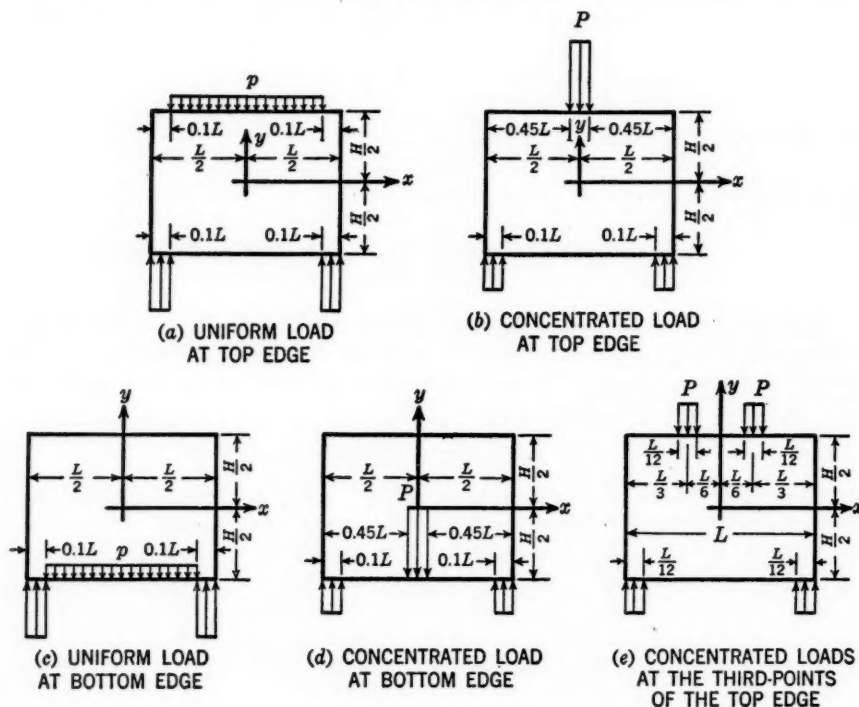 p
0.1L 0.1L
y
L/2 L/2
H/2
x
H/2
0.1L 0.1L
(a) UNIFORM LOAD
AT TOP EDGE
P
y
0.45L 0.45L
L/2 L/2
H/2
x
H/2
0.1L 0.1L
(b) CONCENTRATED LOAD
AT TOP EDGE
y
L/2 L/2
H/2
x
H/2
0.1L p 0.1L
(c) UNIFORM LOAD
AT BOTTOM EDGE
y
L/2 L/2
H/2
P
x
0.45L 0.45L
H/2
0.1L 0.1L
(d) CONCENTRATED LOAD
AT BOTTOM EDGE
P y P
L/12 L/12
H/2
L/3 L/6 L/6 L/3
x
L
H/2
L/12 L/12
(e) CONCENTRATED LOADS
AT THE THIRD-POINTS
OF THE TOP EDGE